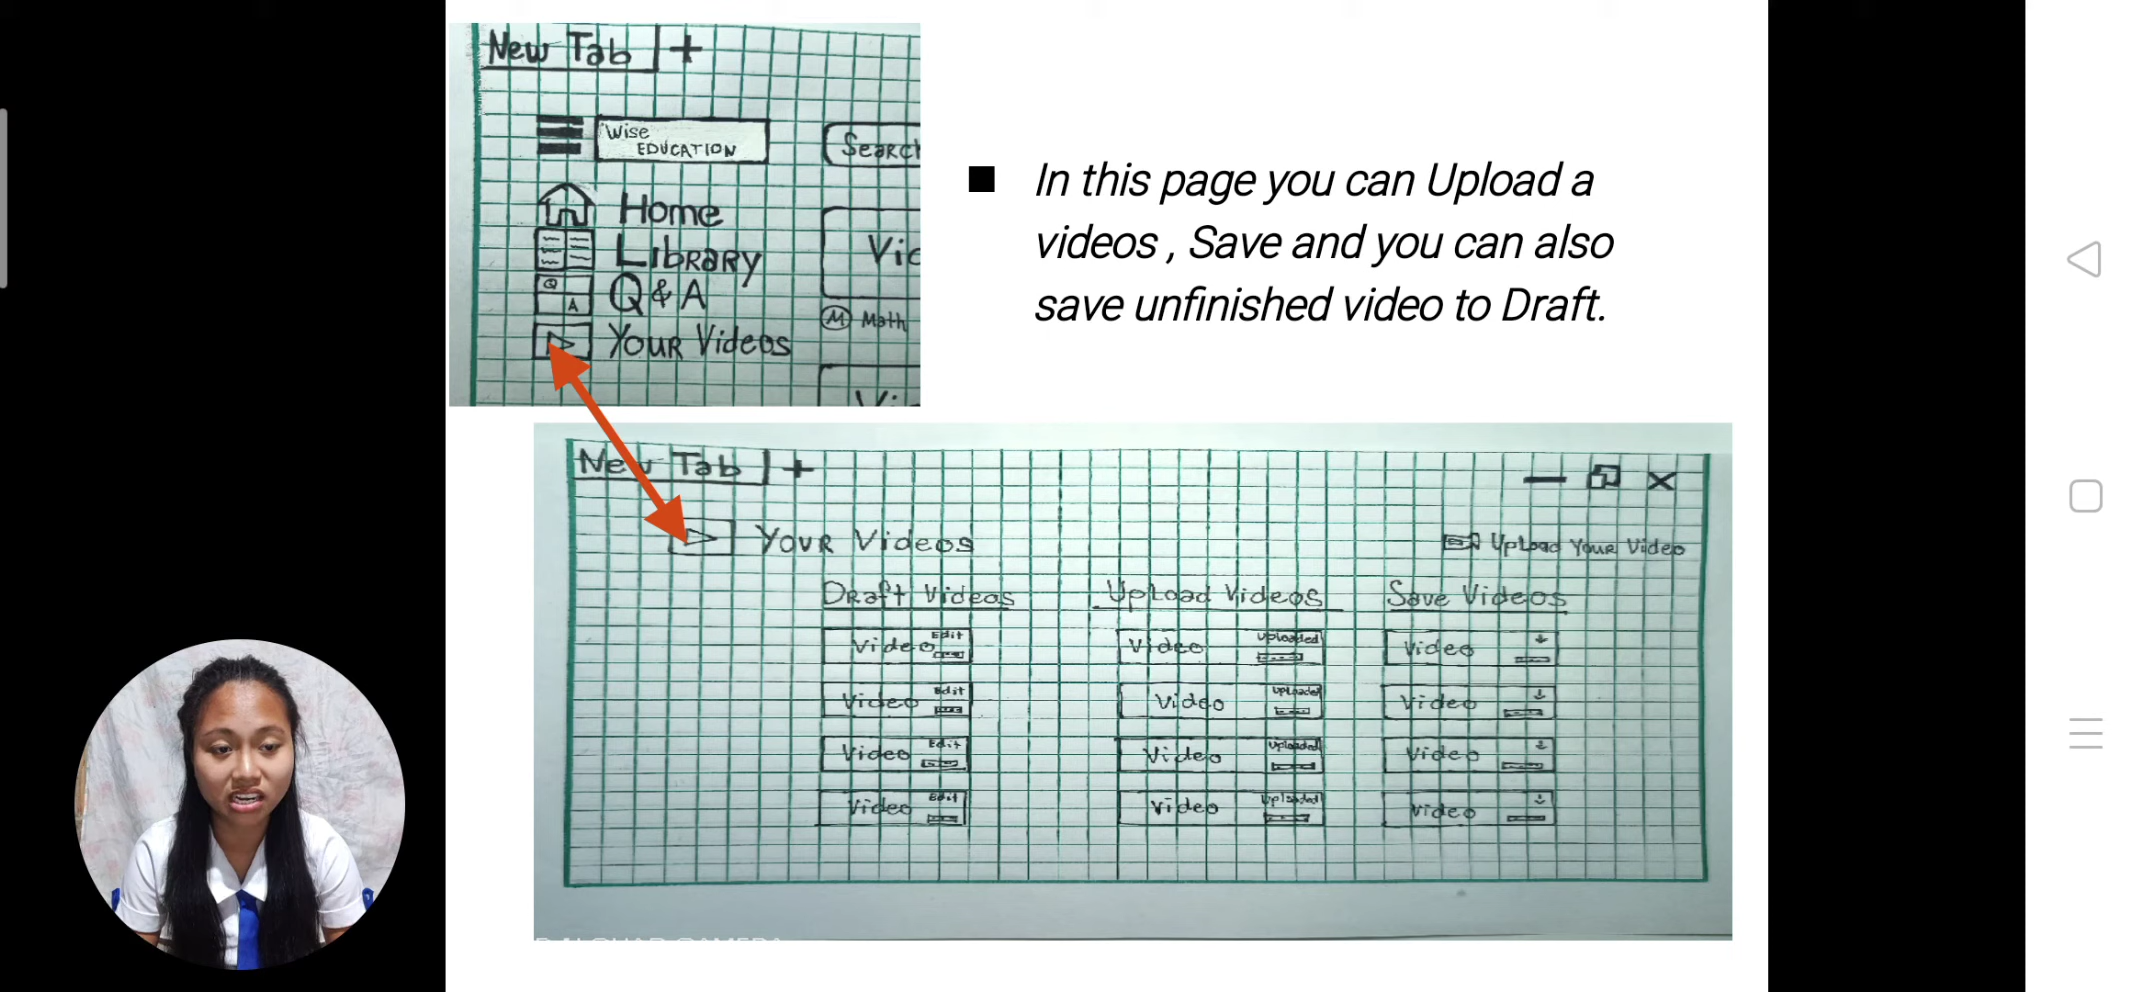 New Tab +
Wise
EDUCATION
Search
Home
Library
Q
A
Q & A
Your Videos
Vid
M Math
Vi
In this page you can Upload a
videos , Save and you can also
save unfinished video to Draft.
New Tab +
Your Videos
Upload Your Video
Draft Videos Upload Videos Save Videos
Video Edit Video Uploaded Video
Video Edit Video Uploaded Video
Video Edit Video Uploaded Video
Video Edit Video Uploaded Video